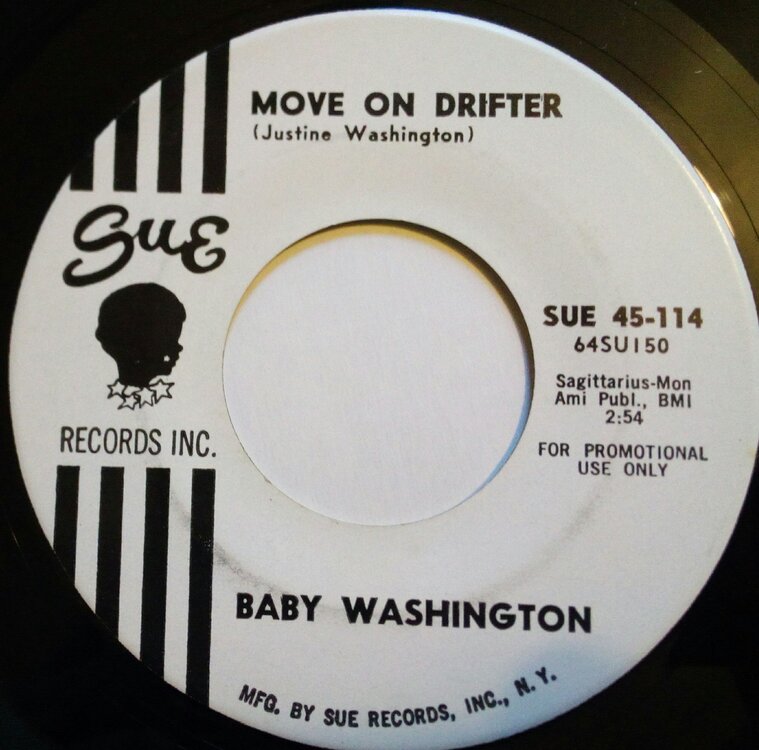 MOVE ON DRIFTER
(Justine Washington)
Sue
RECORDS INC.
SUE 45-114
64SU150
Sagittarius-Mon
Ami Publ., BMI
2:54
FOR PROMOTIONAL
USE ONLY
BABY WASHINGTON
MFG. BY SUE RECORDS, INC., N. Y.